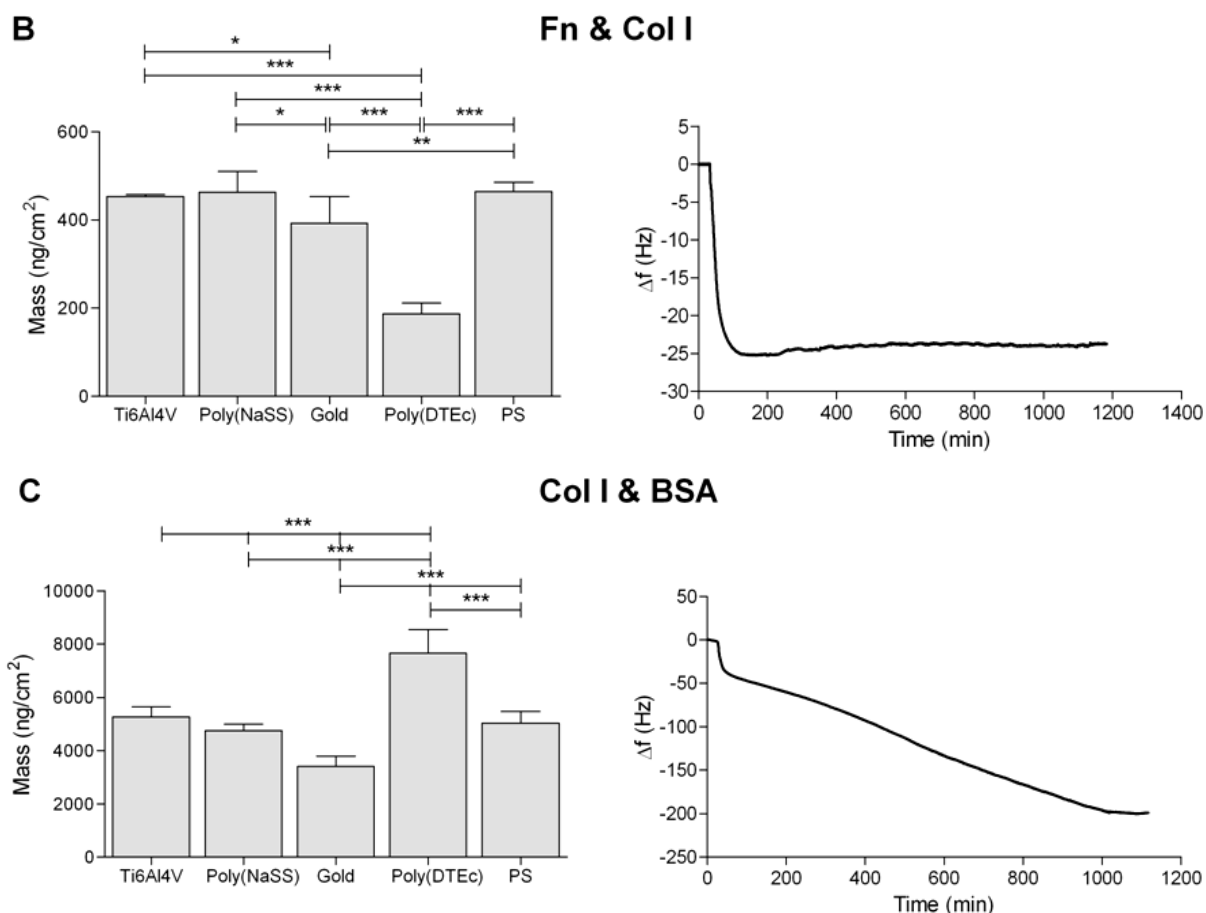 B
Fn & Col I
*
***
***
* *** ***
**
600
400
200
0
Mass (ng/cm²)
Ti6Al4V Poly(NaSS) Gold Poly(DTEc) PS
5
0
-5
-10
-15
-20
-25
-30
Δf (Hz)
0 200 400 600 800 1000 1200 1400
Time (min)
C
Col I & BSA
***
***
***
***
10000
8000
6000
4000
2000
0
Mass (ng/cm²)
Ti6Al4V Poly(NaSS) Gold Poly(DTEc) PS
50
0
-50
-100
-150
-200
-250
Δf (Hz)
0 200 400 600 800 1000 1200
Time (min)